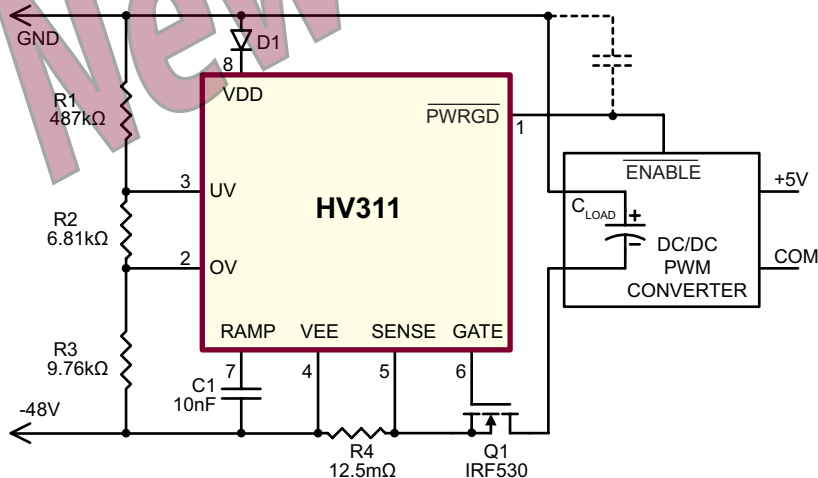 New
GND
D1
8
VDD
R1
487kΩ
PWRGD
1
ENABLE
+5V
3
UV
HV311
C LOAD
+
–
R2
6.81kΩ
2
OV
DC/DC
PWM
CONVERTER
COM
RAMP VEE SENSE GATE
R3
9.76kΩ
7
4
5
6
C1
10nF
-48V
R4
12.5mΩ
Q1
IRF530